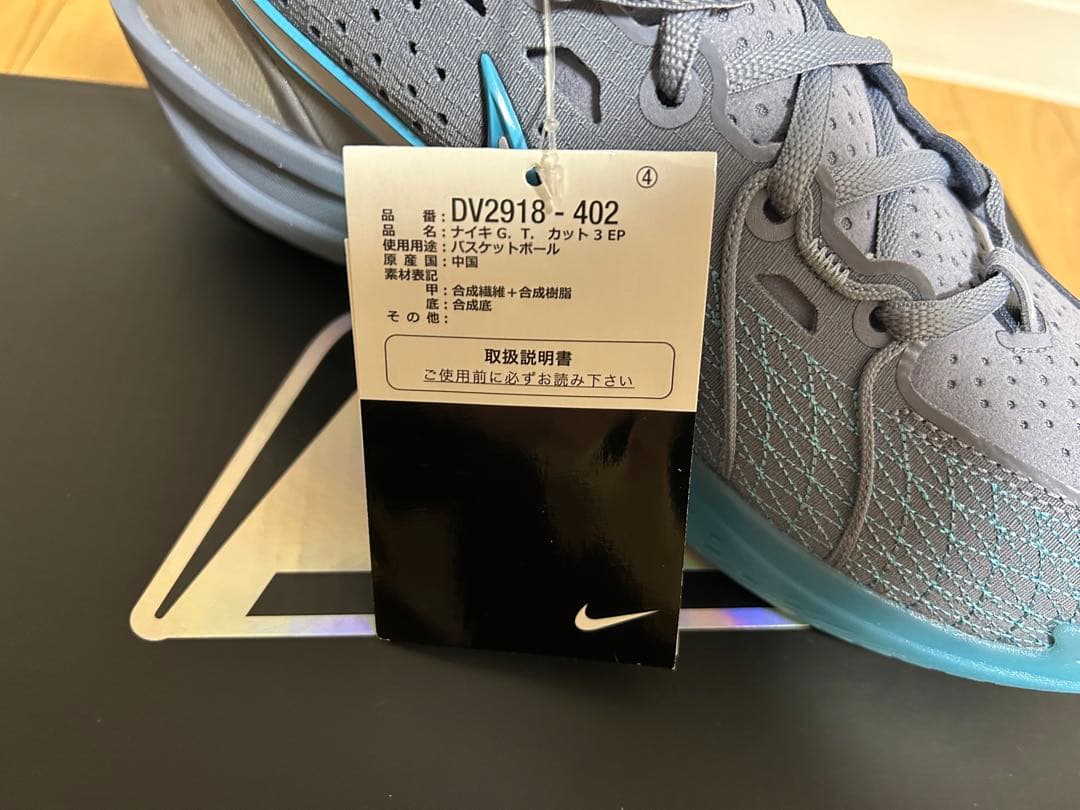 ④
品番：DV2918 - 402
品名：ナイキ G. T. カット 3 EP
使用用途：バスケットボール
原産国：中国
素材表記
甲：合成繊維＋合成樹脂
底：合成底
その他：
取扱説明書
ご使用前に必ずお読み下さい